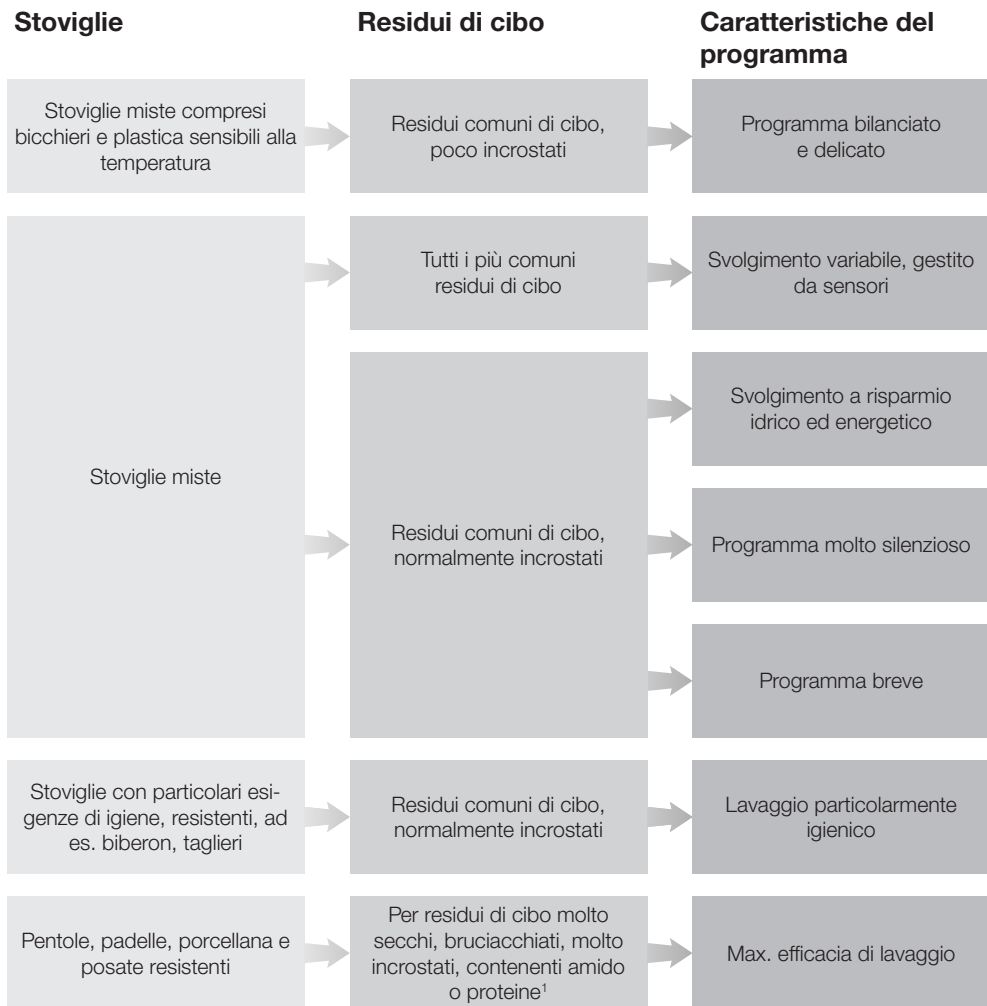 Stoviglie
Residui di cibo
Caratteristiche del
programma
Stoviglie miste compresi
bicchieri e plastica sensibili alla
temperatura
Residui comuni di cibo,
poco incrostati
Programma bilanciato
e delicato
Stoviglie miste
Tutti i più comuni
residui di cibo
Svolgimento variabile, gestito
da sensori
Residui comuni di cibo,
normalmente incrostati
Svolgimento a risparmio
idrico ed energetico
Programma molto silenzioso
Programma breve
Stoviglie con particolari esi-
genze di igiene, resistenti, ad
es. biberon, taglieri
Residui comuni di cibo,
normalmente incrostati
Lavaggio particolarmente
igienico
Pentole, padelle, porcellana e
posate resistenti
Per residui di cibo molto
secchi, bruciacchiati, molto
incrostati, contenenti amido
o proteine¹
Max. efficacia di lavaggio